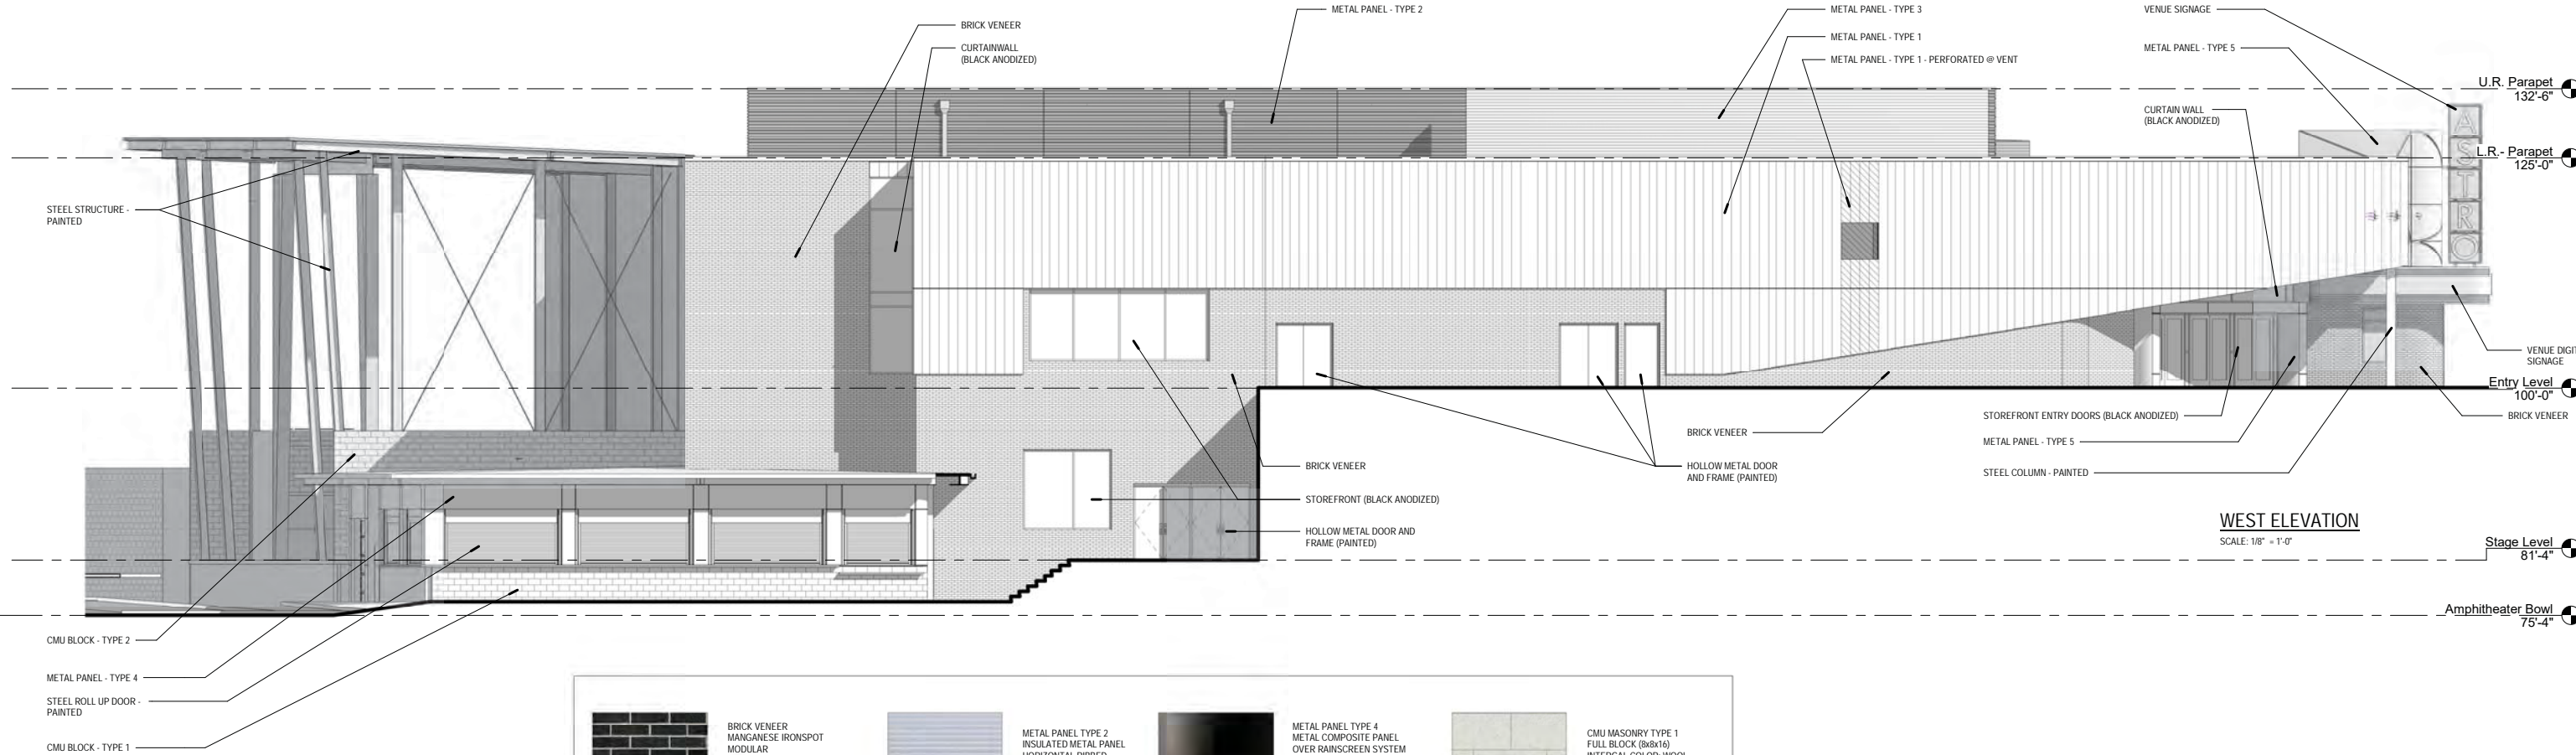 METAL PANEL - TYPE 2
METAL PANEL - TYPE 3
VENUE SIGNAGE
BRICK VENEER
METAL PANEL - TYPE 1
CURTAINWALL
(BLACK ANODIZED)
METAL PANEL - TYPE 5
METAL PANEL - TYPE 1 - PERFORATED @ VENT
U.R. Parapet
132'-6"
CURTAIN WALL
(BLACK ANODIZED)
ASTRO
L.R.- Parapet
125'-0"
STEEL STRUCTURE -
PAINTED
VENUE
SIGNAGE
Entry Level
100'-0"
STOREFRONT ENTRY DOORS (BLACK ANODIZED)
BRICK VENEER
BRICK VENEER
METAL PANEL - TYPE 5
BRICK VENEER
HOLLOW METAL DOOR
AND FRAME (PAINTED)
STEEL COLUMN - PAINTED
STOREFRONT (BLACK ANODIZED)
HOLLOW METAL DOOR AND
FRAME (PAINTED)
WEST ELEVATION
SCALE: 1/8" = 1'-0"
Stage Level
81'-4"
Amphitheater Bowl
75'-4"
CMU BLOCK - TYPE 2
METAL PANEL - TYPE 4
STEEL ROLL UP DOOR -
PAINTED
CMU BLOCK - TYPE 1
BRICK VENEER
MANGANESE IRONSPOT
MODULAR
METAL PANEL TYPE 2
INSULATED METAL PANEL
HORIZONTAL RIBBED
METAL PANEL TYPE 4
METAL COMPOSITE PANEL
OVER RAINSCREEN SYSTEM
CMU MASONRY TYPE 1
FULL BLOCK (8x8x16)